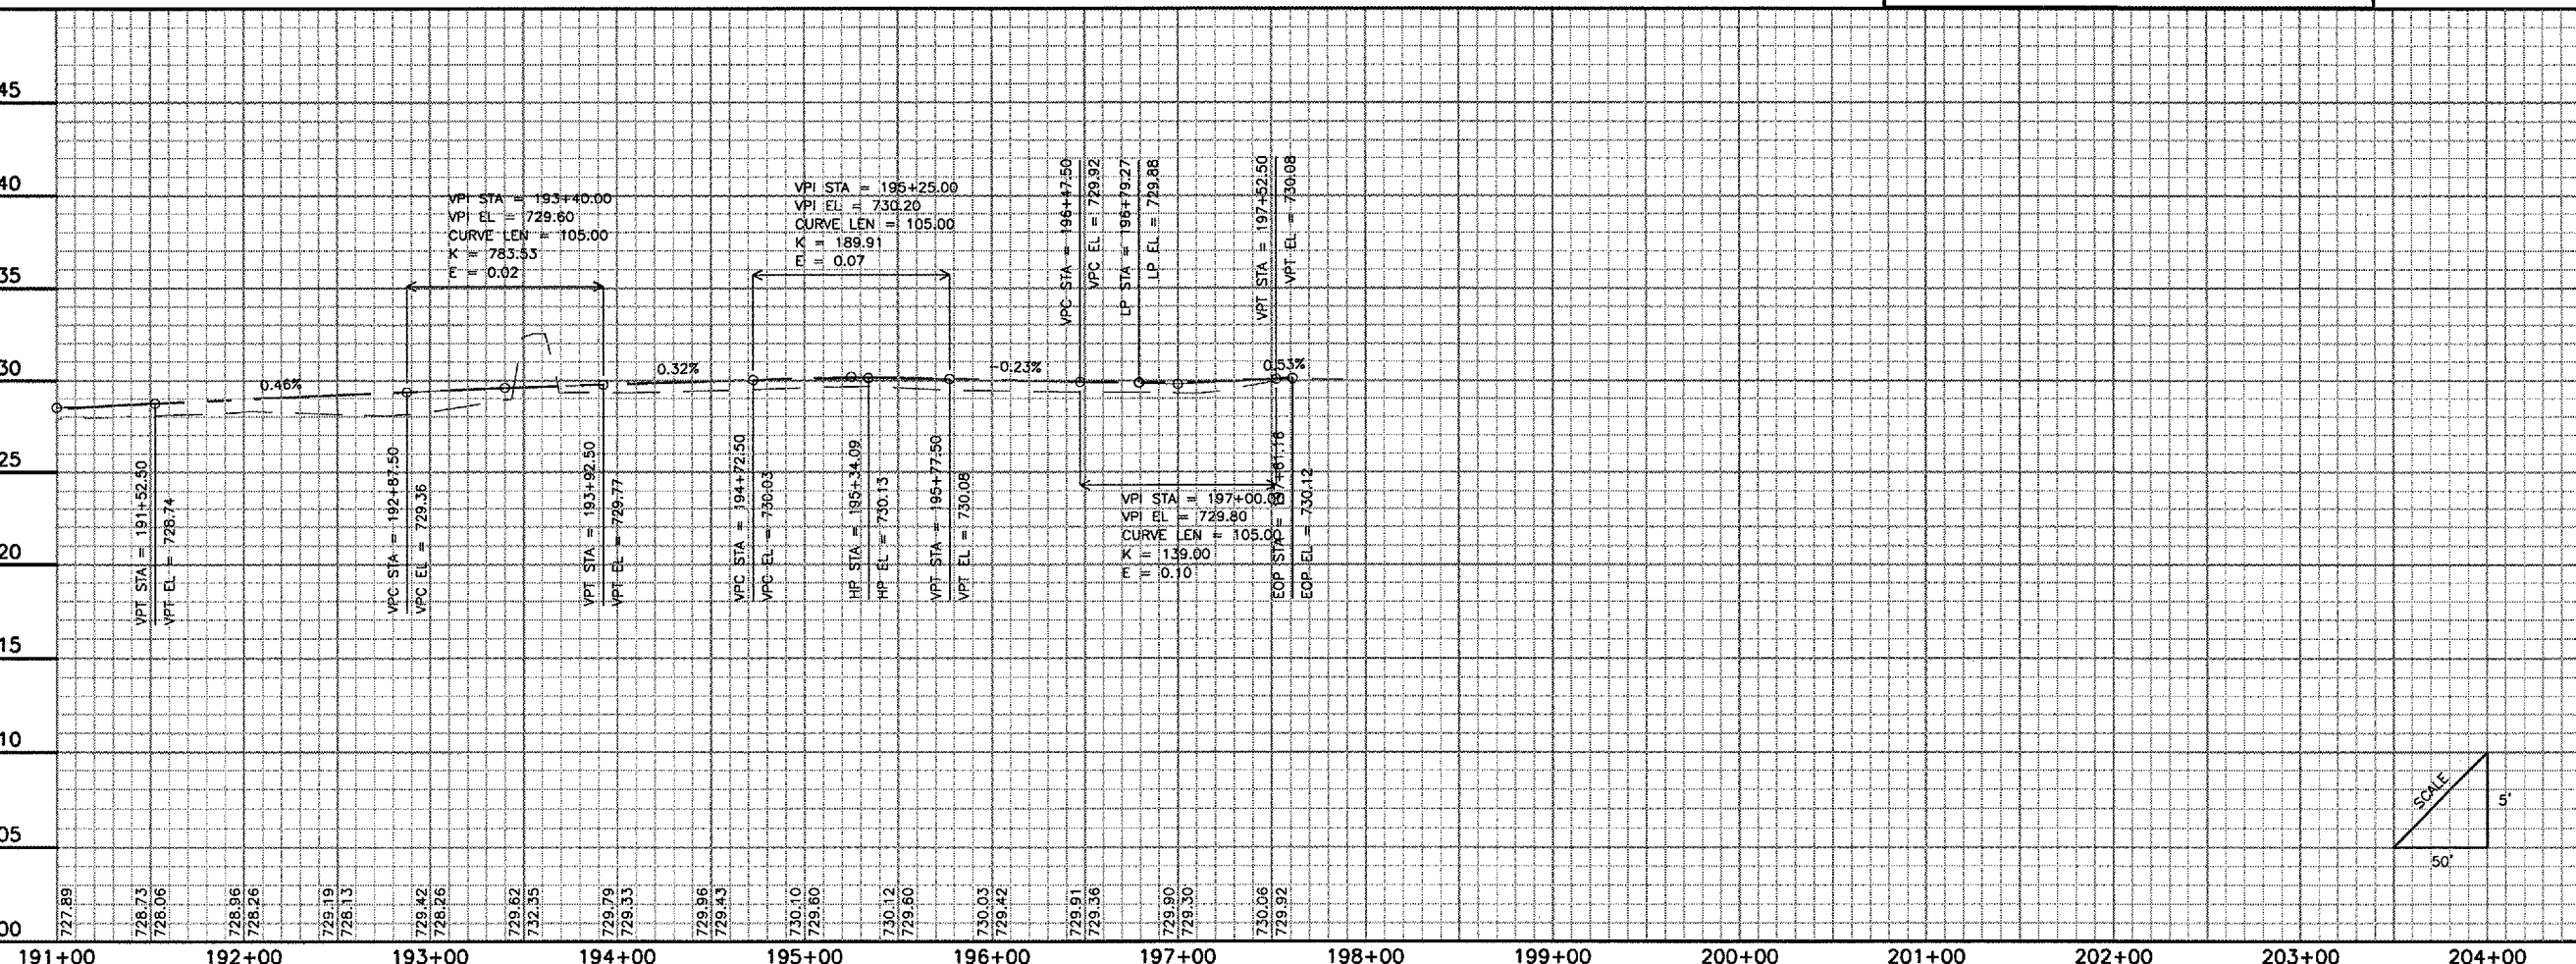 45
40
35
30
25
20
15
10
05
00
VPI STA = 193+40.00
VPI EL = 729.60
CURVE LEN = 105.00
K = 783.53
E = 0.02
VPI STA = 195+25.00
VPI EL = 730.20
CURVE LEN = 105.00
K = 189.91
E = 0.07
VPC STA = 196+47.50
VPC EL = 729.92
LP STA = 196+79.27
LP EL = 729.88
VPT STA = 197+52.50
VPT EL = 730.08
0.46%
0.32%
-0.23%
0.53%
VPT STA = 191+52.50
VPT EL = 728.74
VPC STA = 192+87.50
VPC EL = 729.36
VPT STA = 193+92.50
VPT EL = 729.77
VPC STA = 194+72.50
VPC EL = 730.03
HP STA = 195+34.09
HP EL = 730.13
VPT STA = 195+77.50
VPT EL = 730.08
VPI STA = 197+00.00
VPI EL = 729.80
CURVE LEN = 105.00
K = 139.00
E = 0.10
EOP STA = 197+61.16
EOP EL = 730.12
SCALE
5'
50'
727.89
728.73
728.06
728.96
728.26
729.19
728.13
729.42
728.26
729.62
732.35
729.79
729.33
729.96
729.43
730.10
729.60
730.12
729.60
730.03
729.42
729.91
729.36
729.90
729.30
730.06
729.92
191+00
192+00
193+00
194+00
195+00
196+00
197+00
198+00
199+00
200+00
201+00
202+00
203+00
204+00